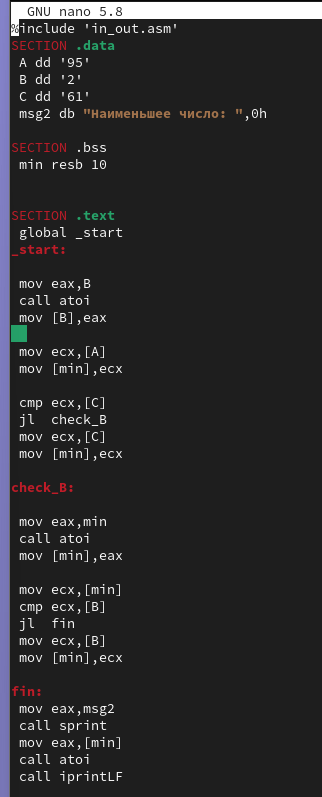 GNU nano 5.8
%include 'in_out.asm'
SECTION .data
A dd '95'
B dd '2'
C dd '61'
msg2 db "Наименьшее число: ",0h
SECTION .bss
min resb 10
SECTION .text
global _start
_start:
mov eax,B
call atoi
mov [B],eax
mov ecx,[A]
mov [min],ecx
cmp ecx,[C]
jl  check_B
mov ecx,[C]
mov [min],ecx
check_B:
mov eax,min
call atoi
mov [min],eax
mov ecx,[min]
cmp ecx,[B]
jl  fin
mov ecx,[B]
mov [min],ecx
fin:
mov eax,msg2
call sprint
mov eax,[min]
call atoi
call iprintLF